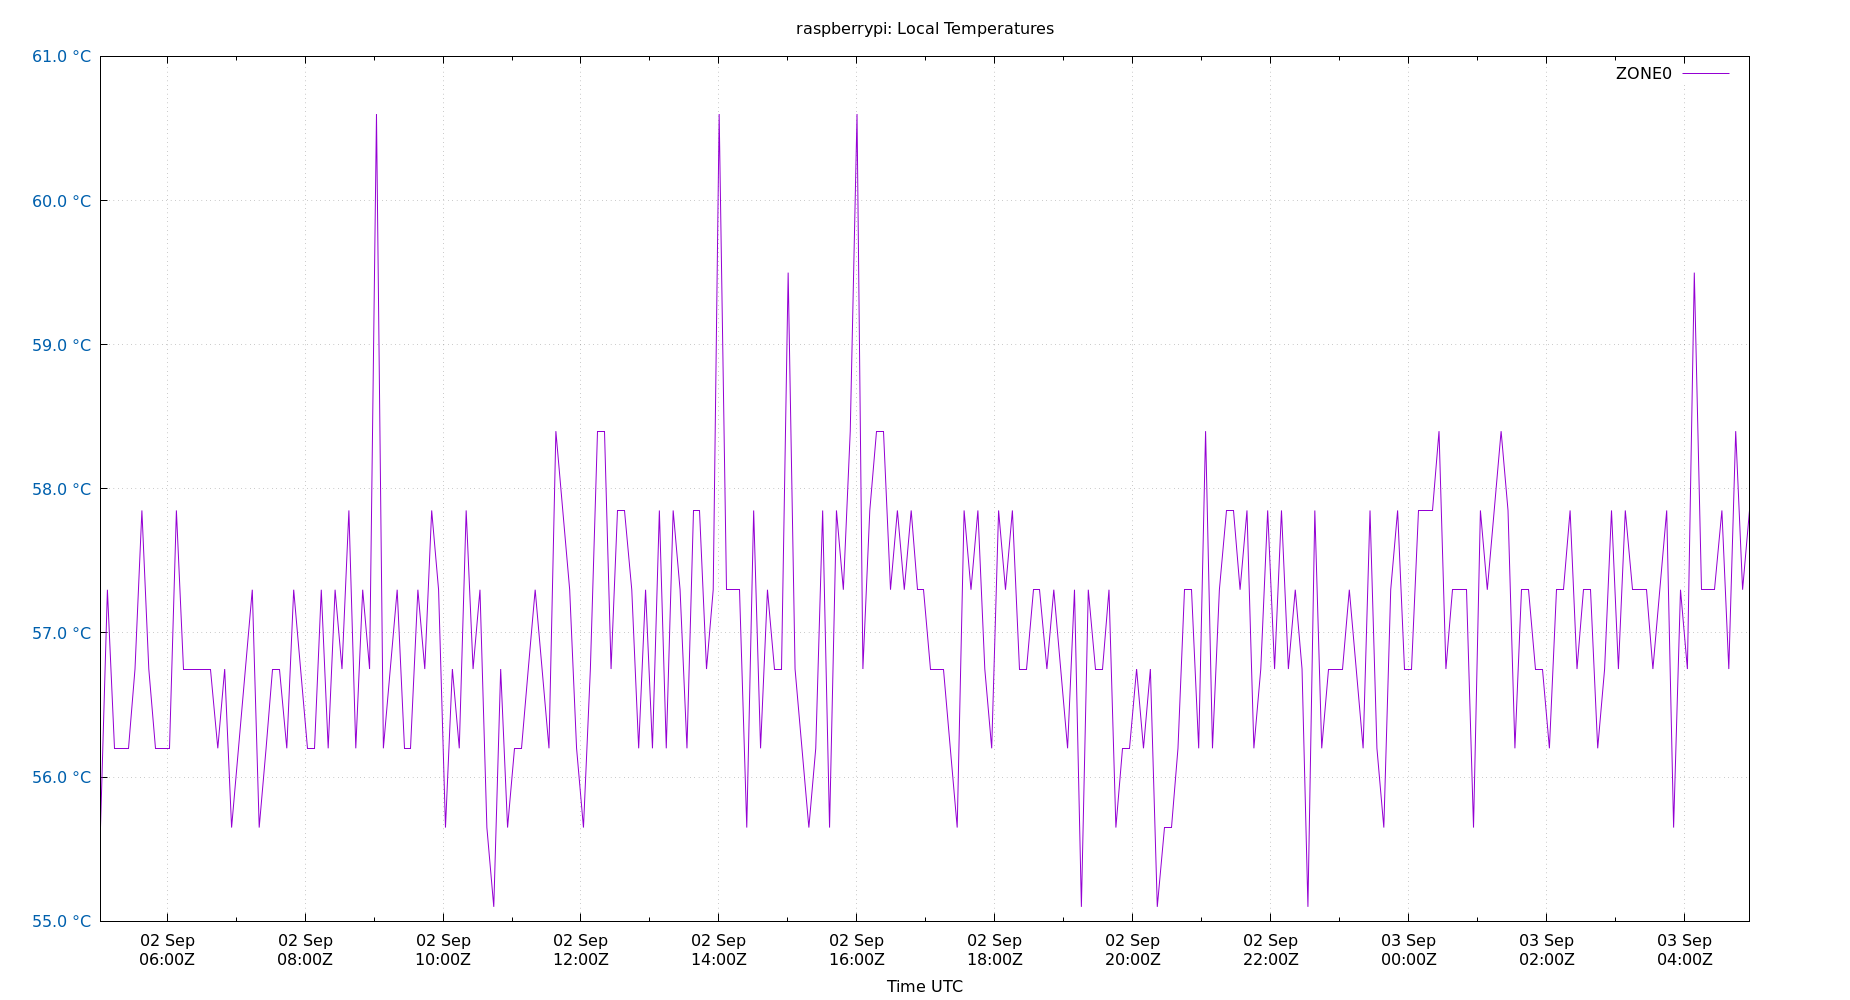 raspberrypi: Local Temperatures
61.0 °C
ZONE0
60.0 °C
59.0 °C
58.0 °C
57.0 °C
56.0 °C
55.0 °C
02 Sep 02 Sep 02 Sep 02 Sep 02 Sep 02 Sep 02 Sep 02 Sep 02 Sep 03 Sep 03 Sep 03 Sep
06:00Z 08:00Z 10:00Z 12:00Z 14:00Z 16:00Z 18:00Z 20:00Z 22:00Z 00:00Z 02:00Z 04:00Z
Time UTC